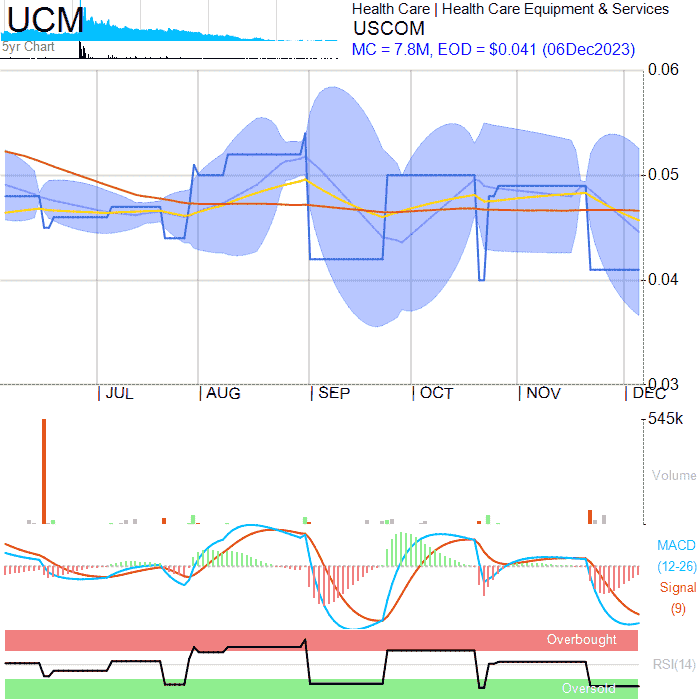 UCM
5yr Chart
Health Care | Health Care Equipment & Services
USCOM
MC = 7.8M, EOD = $0.041 (06Dec2023)
0.06
0.05
0.04
0.03
JUL
AUG
SEP
OCT
NOV
DEC
545k
Volume
MACD
(12-26)
Signal
(9)
Overbought
RSI(14)
Oversold